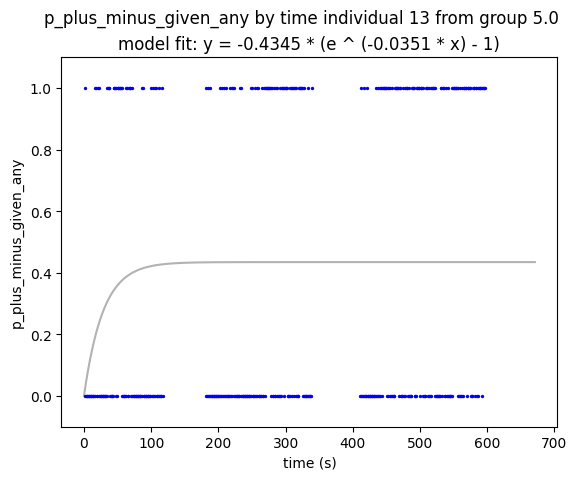 p_plus_minus_given_any by time individual 13 from group 5.0
model fit: y = -0.4345 * (e ^ (-0.0351 * x) - 1)
p_plus_minus_given_any
1.0
0.8
0.6
0.4
0.2
0.0
0 100 200 300 400 500 600 700
time (s)